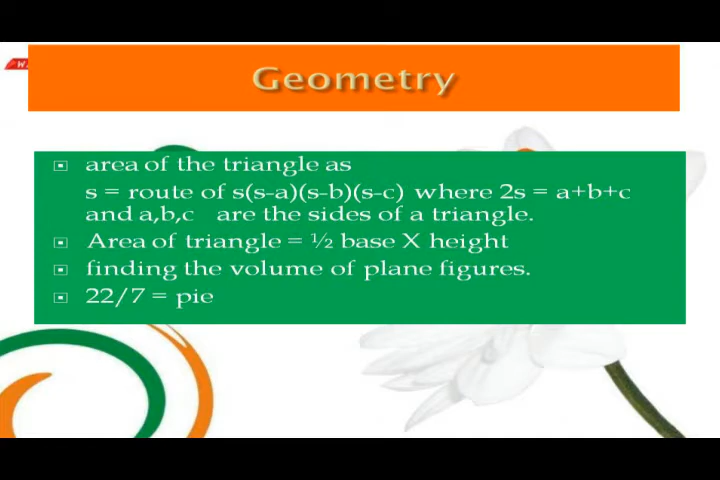 Geometry
area of the triangle as
s = route of s(s-a)(s-b)(s-c) where 2s = a+b+c
and a,b,c are the sides of a triangle.
Area of triangle = ½ base X height
finding the volume of plane figures.
22/7 = pie